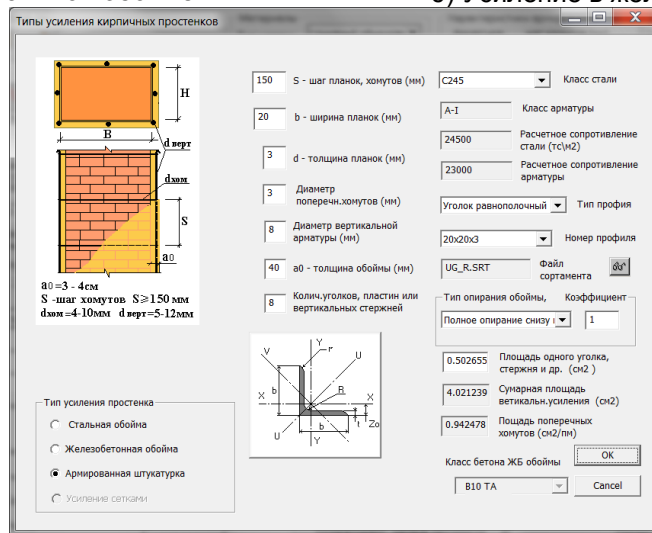 3) Усиление в жел
Типы усиления кирпичных простенков
H
B
d верт
dхом
S
a0
a0 =3 - 4см
S -шаг хомутов S≥150 мм
dхом=4-10мм d верт=5-12мм
Тип усиления простенка
Стальная обойма
Железобетонная обойма
Армированная штукатурка
Усиление сетками
150 S - шаг планок, хомутов (мм)
20 b - ширина планок (мм)
3 d - толщина планок (мм)
3 Диаметр
поперечн.хомутов (мм)
8 Диаметр вертикальной
арматуры (мм)
40 a0 - толщина обоймы (мм)
8 Колич.уголков, пластин или
вертикальных стержней
V
Y
r
U
b
R
X
X
t
Zo
b
U
Y
C245 Класс стали
A-I Класс арматуры
24500 Расчетное сопротивление
стали (тс\м2)
23000 Расчетное сопротивление
арматуры
Уголок равнополочный Тип профия
20x20x3 Номер профиля
UG_R.SRT Файл
сортамента
Тип опирания обоймы, Коэффициент
Полное опирание снизу 1
0.502655 Площадь одного уголка,
стержня и др. (см2 )
4.021239 Сумарная площадь
ветикальн.усиления (см2)
0.942478 Пощадь поперечных
хомутов (см2/пм)
Класс бетона ЖБ обоймы OK
B10 TA Cancel